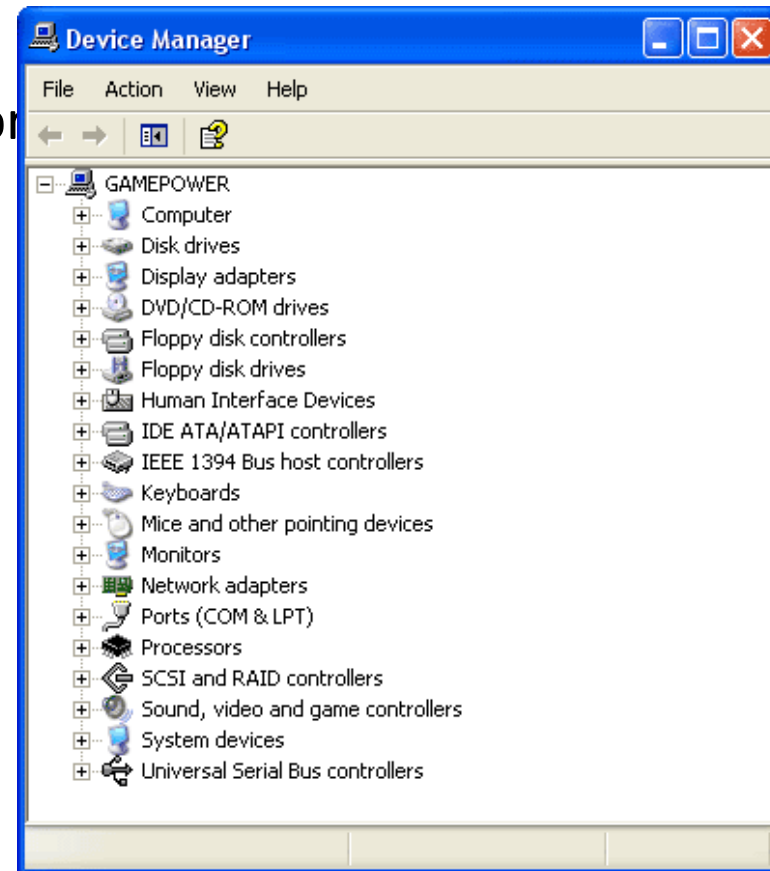 Device Manager
File Action View Help
or
GAMEPOWER
Computer
Disk drives
Display adapters
DVD/CD-ROM drives
Floppy disk controllers
Floppy disk drives
Human Interface Devices
IDE ATA/ATAPI controllers
IEEE 1394 Bus host controllers
Keyboards
Mice and other pointing devices
Monitors
Network adapters
Ports (COM & LPT)
Processors
SCSI and RAID controllers
Sound, video and game controllers
System devices
Universal Serial Bus controllers